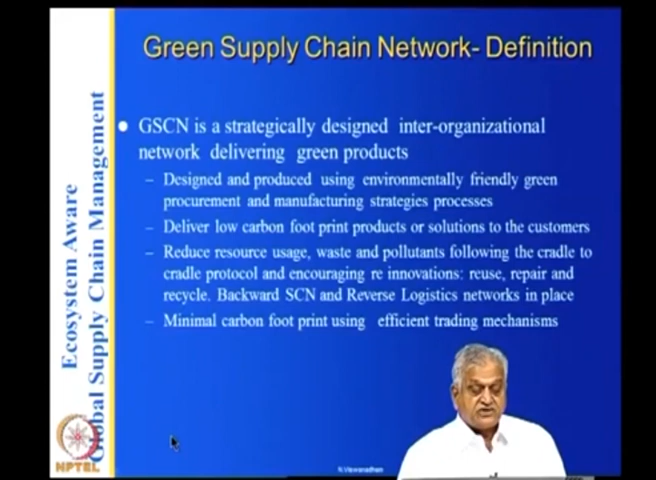 Green Supply Chain Network- Definition
GSCN is a strategically designed inter-organizational
network delivering green products
– Designed and produced using environmentally friendly green
procurement and manufacturing strategies processes
– Deliver low carbon foot print products or solutions to the customers
– Reduce resource usage, waste and pollutants following the cradle to
cradle protocol and encouraging re innovations: reuse, repair and
recycle. Backward SCN and Reverse Logistics networks in place
– Minimal carbon foot print using efficient trading mechanisms
Ecosystem Aware
Global Supply Chain Management
NPTEL
N.Viswanadham